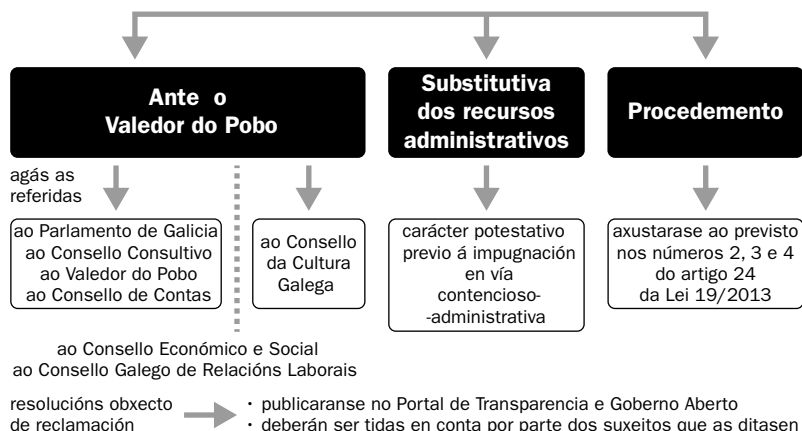 Ante o
Valedor do Pobo
Substitutiva
dos recursos
administrativos
Procedemento
agás as
referidas
ao Parlamento de Galicia
ao Consello Consultivo
ao Valedor do Pobo
ao Consello de Contas
ao Consello
da Cultura
Galega
carácter potestativo
previo á impugnación
en vía
contencioso-
-administrativa
axustarase ao previsto
nos números 2, 3 e 4
do artigo 24
da Lei 19/2013
ao Consello Económico e Social
ao Consello Galego de Relacións Laborais
resolucións obxecto
de reclamación
· publicaranse no Portal de Transparencia e Goberno Aberto
· deberán ser tidas en conta por parte dos suxeitos que as ditasen